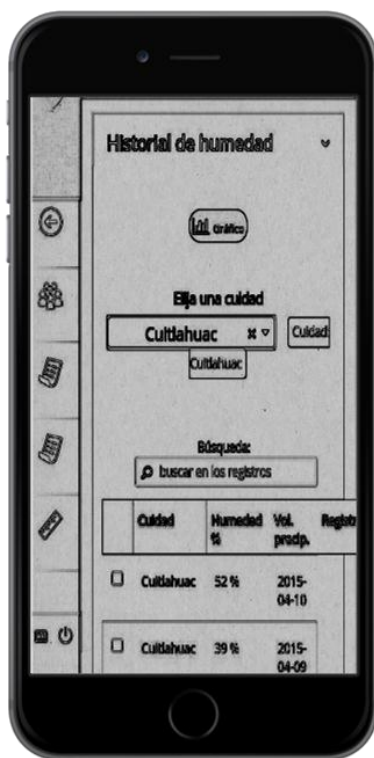 Historial de humedad
Gráfico
Elija una cuidad
Cuitlahuac
Cuidad:
Cuitlahuac
Búsqueda:
buscar en los registros
Cuidad Humedad % Vol. precip. Registr
Cuitlahuac 52 % 2015-04-10
Cuitlahuac 39 % 2015-04-09